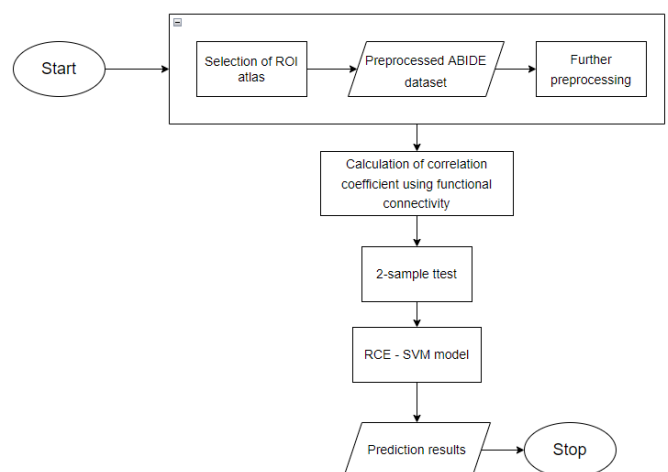 Start
Selection of ROI
atlas
Preprocessed ABIDE
dataset
Further
preprocessing
Calculation of correlation
coefficient using functional
connectivity
2-sample ttest
RCE - SVM model
Prediction results
Stop